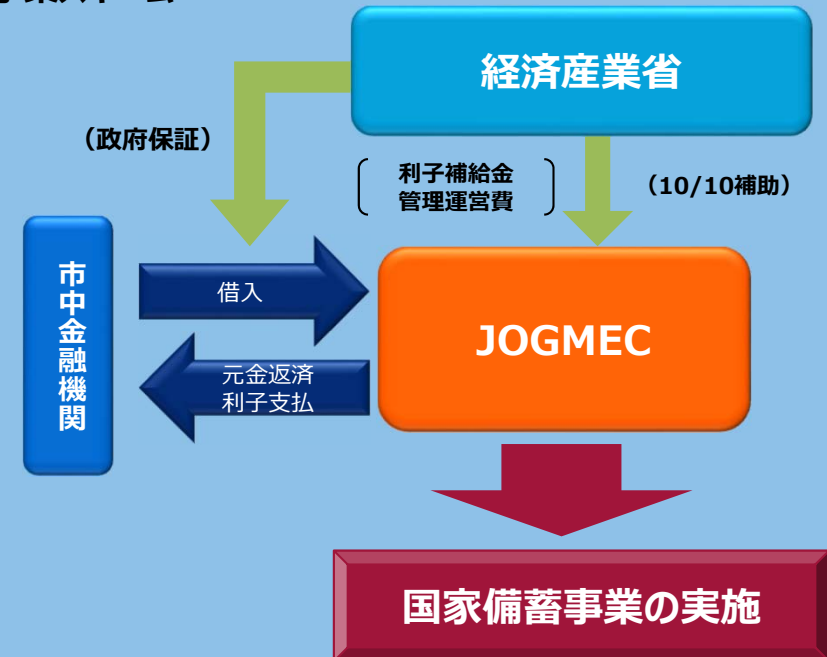 経済産業省
（政府保証）
利子補給金
管理運営費
（10/10補助）
市中金融機関
借入
JOGMEC
元金返済
利子支払
国家備蓄事業の実施